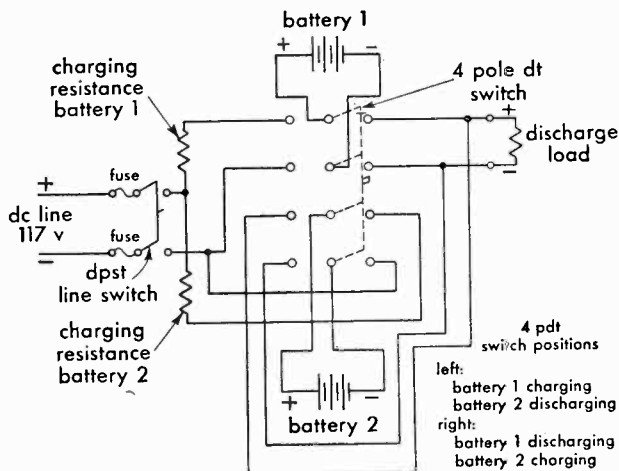 battery 1
+
−
charging
resistance
battery 1
4 pole dt
switch
+
discharge
load
−
fuse
+
dc line
117 v
−
fuse
dpst
line switch
charging
resistance
battery 2
+
−
battery 2
4 pdt
switch positions
left:
battery 1 charging
battery 2 discharging
right:
battery 1 discharging
battery 2 chorging